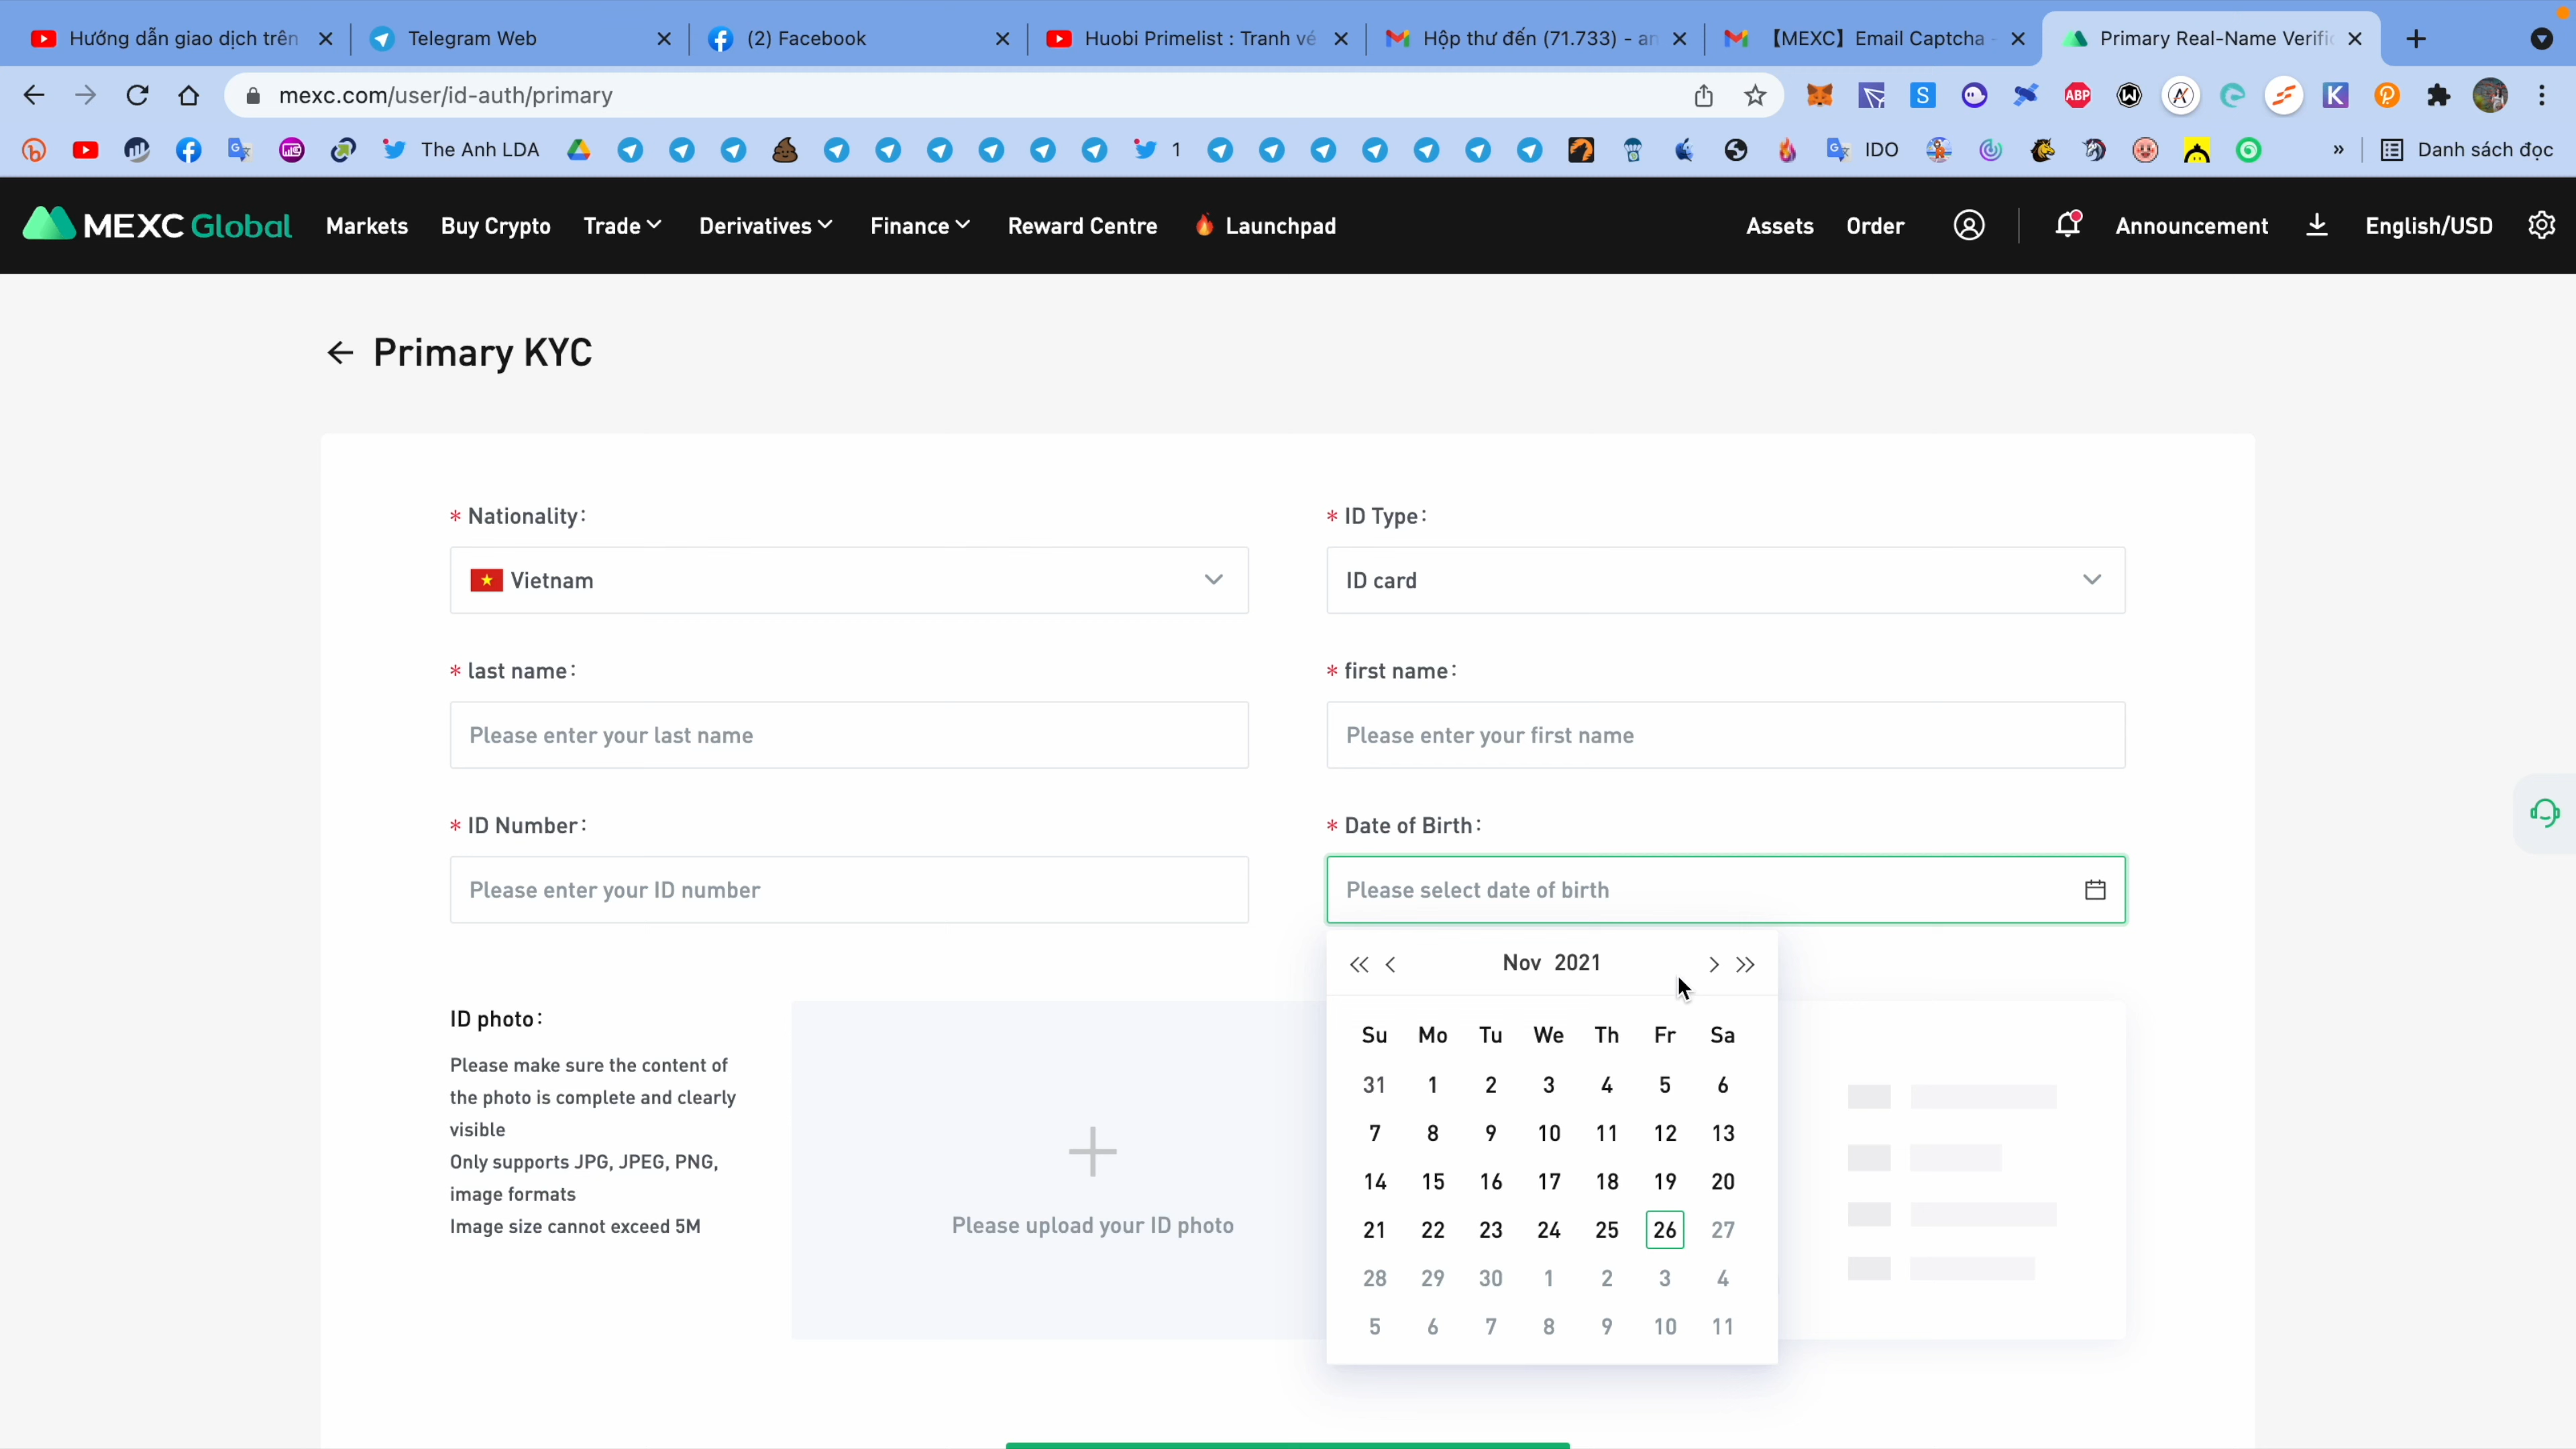 Hướng dẫn giao dịch trên
Telegram Web
(2) Facebook
Huobi Primelist : Tranh vé
Hộp thư đến (71.733) - an
【MEXC】Email Captcha -
Primary Real-Name Verific
mexc.com/user/id-auth/primary
The Anh LDA
1
IDO
»
Danh sách đọc
MEXC Global
Markets
Buy Crypto
Trade
Derivatives
Finance
Reward Centre
Launchpad
Assets
Order
Announcement
English/USD
Primary KYC
* Nationality:
* ID Type:
Vietnam
ID card
* last name:
* first name:
Please enter your last name
Please enter your first name
* ID Number:
* Date of Birth:
Please enter your ID number
Please select date of birth
Nov 2021
Su Mo Tu We Th Fr Sa
31 1 2 3 4 5 6
7 8 9 10 11 12 13
14 15 16 17 18 19 20
21 22 23 24 25 26 27
28 29 30 1 2 3 4
5 6 7 8 9 10 11
ID photo:
Please make sure the content of
the photo is complete and clearly
visible
Only supports JPG, JPEG, PNG,
image formats
Image size cannot exceed 5M
Please upload your ID photo